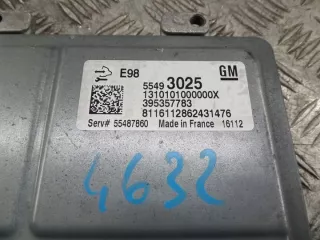 E98
GM
5549 3025
1310101000000X
395357783
8116112862431476
Serv# 55487860 Made in France 16112
4632